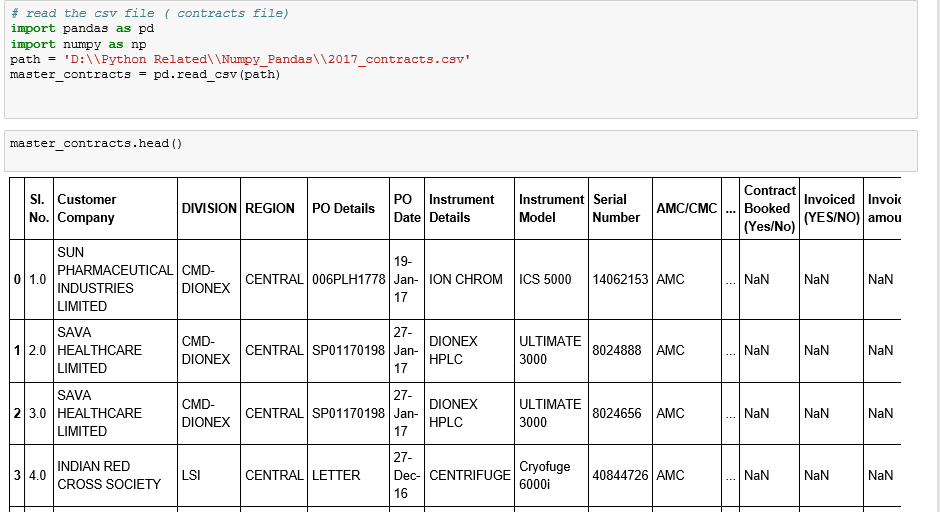 # read the csv file ( contracts file)
import pandas as pd
import numpy as np
path = 'D:\\Python Related\\Numpy_Pandas\\2017_contracts.csv'
master_contracts = pd.read_csv(path)
master_contracts.head()
Sl. No. Customer Company DIVISION REGION PO Details PO Date Instrument Details Instrument Model Serial Number AMC/CMC ... Contract Booked (Yes/No) Invoiced (YES/NO) Invoic amou
0 1.0 SUN PHARMACEUTICAL INDUSTRIES LIMITED CMD-DIONEX CENTRAL 006PLH1778 19-Jan-17 ION CHROM ICS 5000 14062153 AMC ... NaN NaN NaN
1 2.0 SAVA HEALTHCARE LIMITED CMD-DIONEX CENTRAL SP01170198 27-Jan-17 DIONEX HPLC ULTIMATE 3000 8024888 AMC ... NaN NaN NaN
2 3.0 SAVA HEALTHCARE LIMITED CMD-DIONEX CENTRAL SP01170198 27-Jan-17 DIONEX HPLC ULTIMATE 3000 8024656 AMC ... NaN NaN NaN
3 4.0 INDIAN RED CROSS SOCIETY LSI CENTRAL LETTER 27-Dec-16 CENTRIFUGE Cryofuge 6000i 40844726 AMC ... NaN NaN NaN